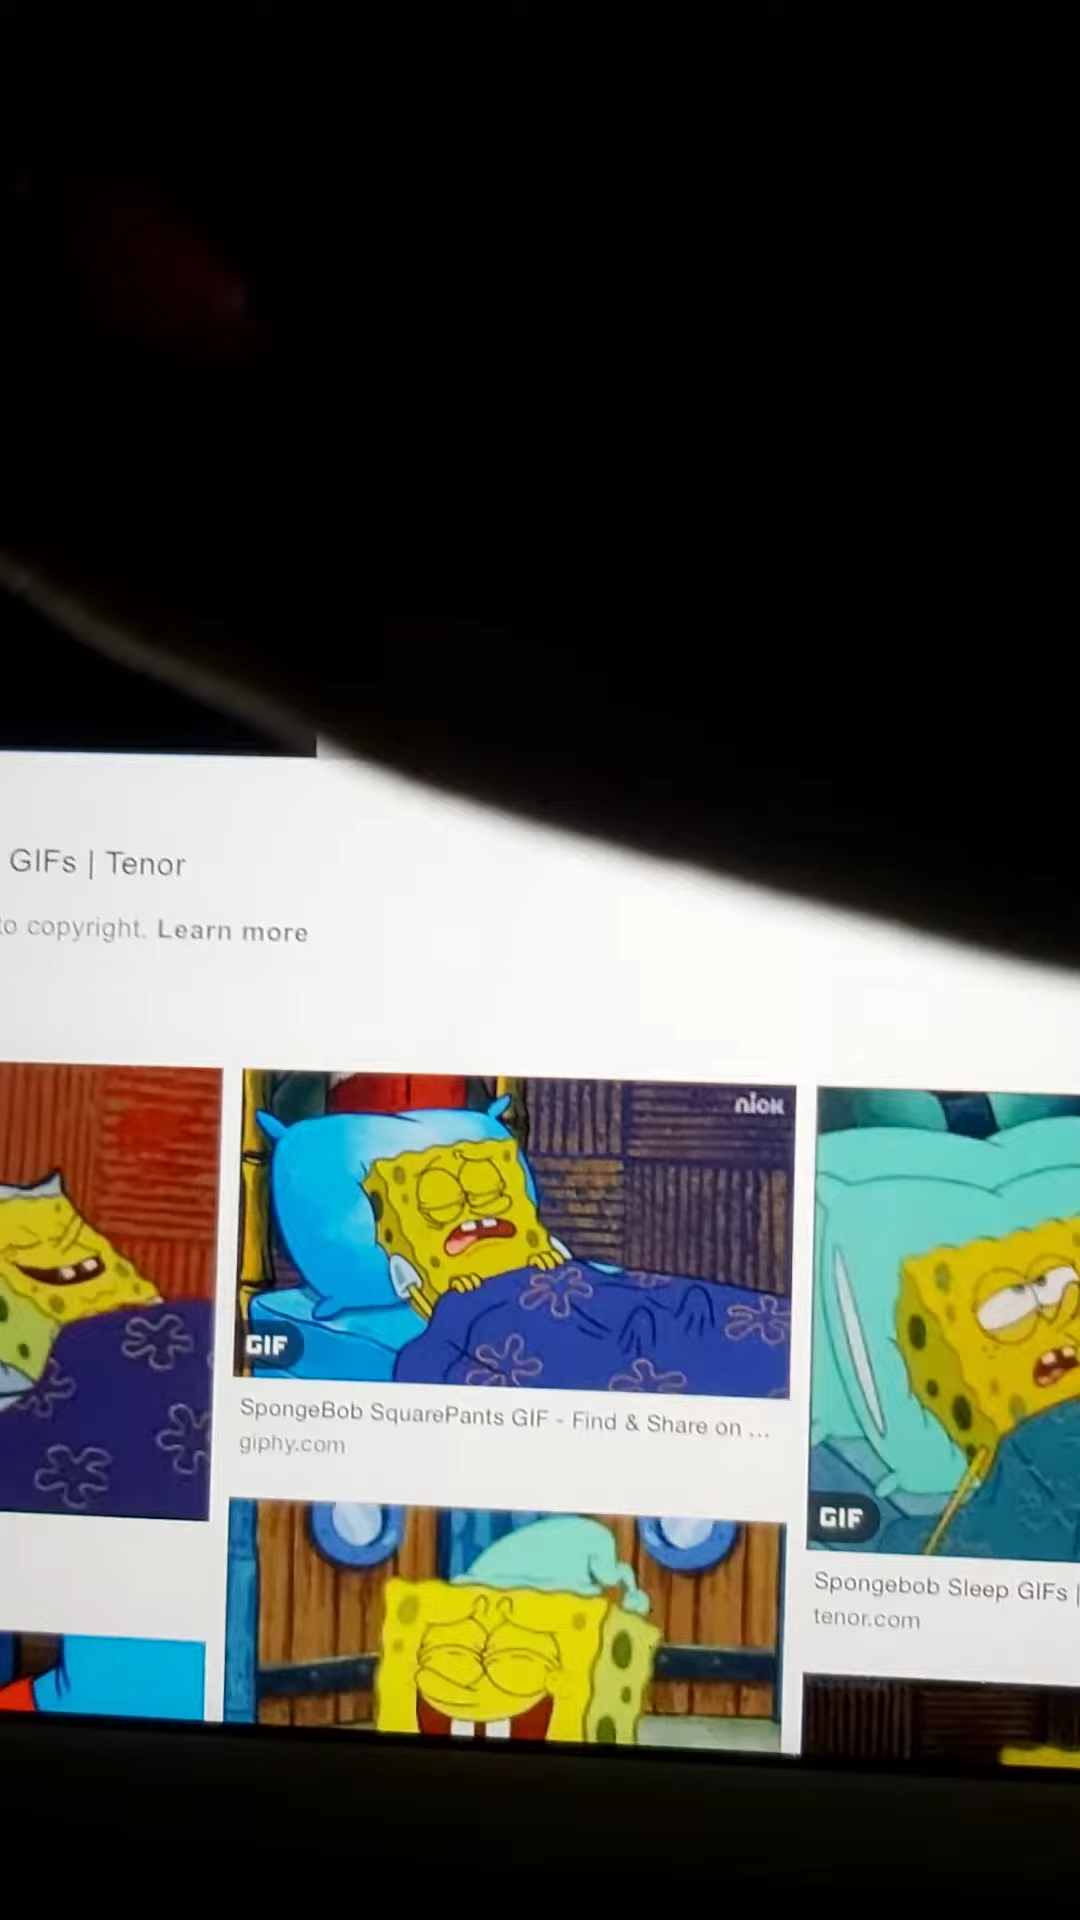 GIFs | Tenor
to copyright. Learn more
nick
GIF
SpongeBob SquarePants GIF - Find & Share on ...
giphy.com
GIF
Spongebob Sleep GIFs |
tenor.com